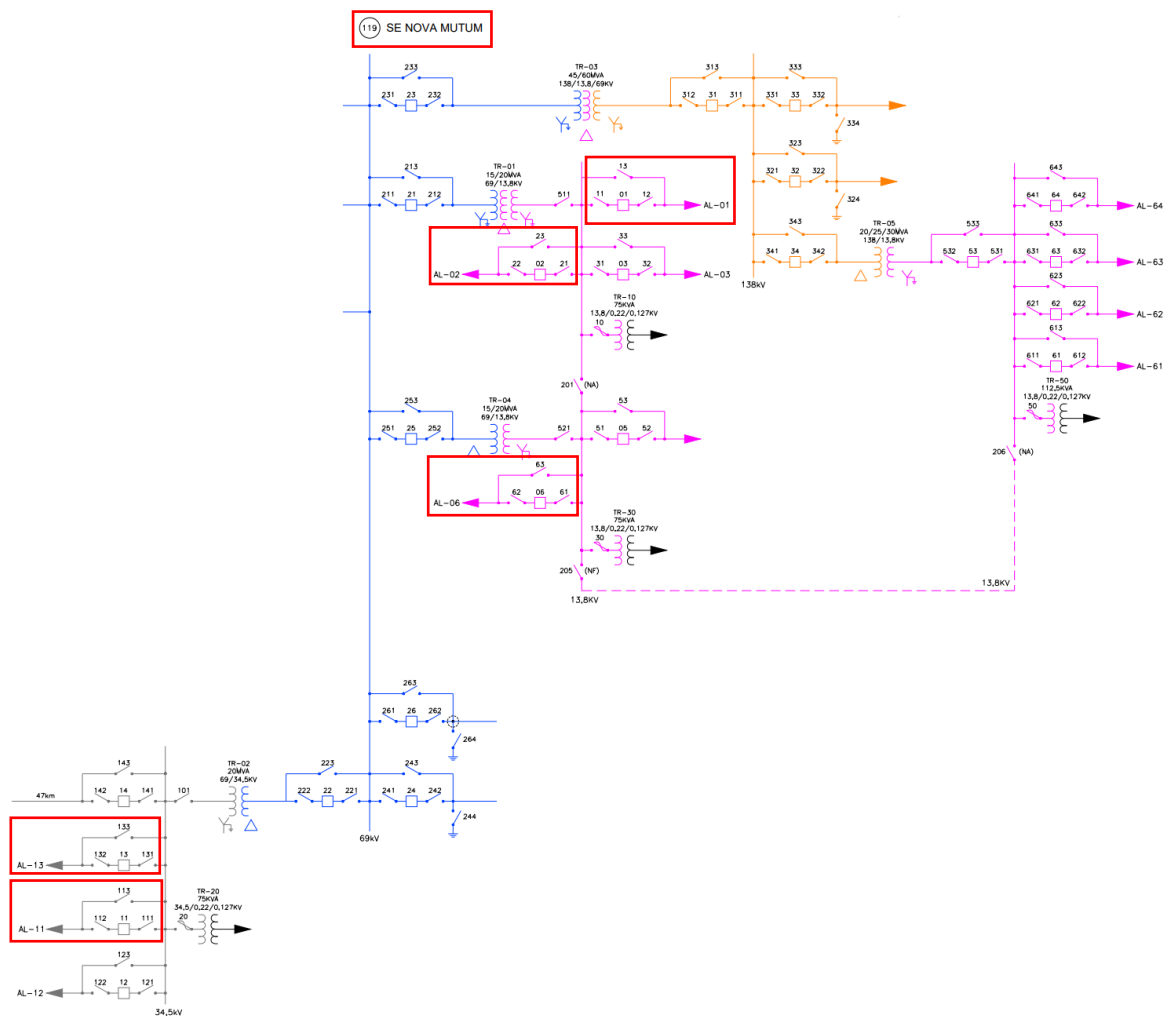 119 SE NOVA MUTUM
233
231 23 232
TR-03
45/60MVA
138/13,8/69KV
313
312 31 311
333
331 33 332
334
323
321 32 322
324
343
341 34 342
138kV
213
211 21 212
TR-01
15/20MVA
69/13,8KV
511
13
11 01 12
AL-01
23
22 02 21
AL-02
33
31 03 32
AL-03
TR-10
75KVA
13,8/0,22/0,127KV
10
201 (NA)
TR-05
20/25/30MVA
138/13,8KV
533
532 53 531
643
641 64 642
AL-64
633
631 63 632
AL-63
623
621 62 622
AL-62
613
611 61 612
AL-61
TR-50
112,5KVA
13,8/0,22/0,127KV
50
206 (NA)
253
251 25 252
TR-04
15/20MVA
69/13,8KV
521
53
51 05 52
63
62 06 61
AL-06
TR-30
75KVA
13,8/0,22/0,127KV
30
205 (NF)
13,8KV
13,8KV
263
261 26 262
264
223
222 22 221
243
241 24 242
244
69kV
TR-02
20MVA
69/34,5KV
143
47km
142 14 141
101
133
132 13 131
AL-13
113
112 11 111
AL-11
TR-20
75KVA
34,5/0,22/0,127KV
20
123
122 12 121
AL-12
34,5kV